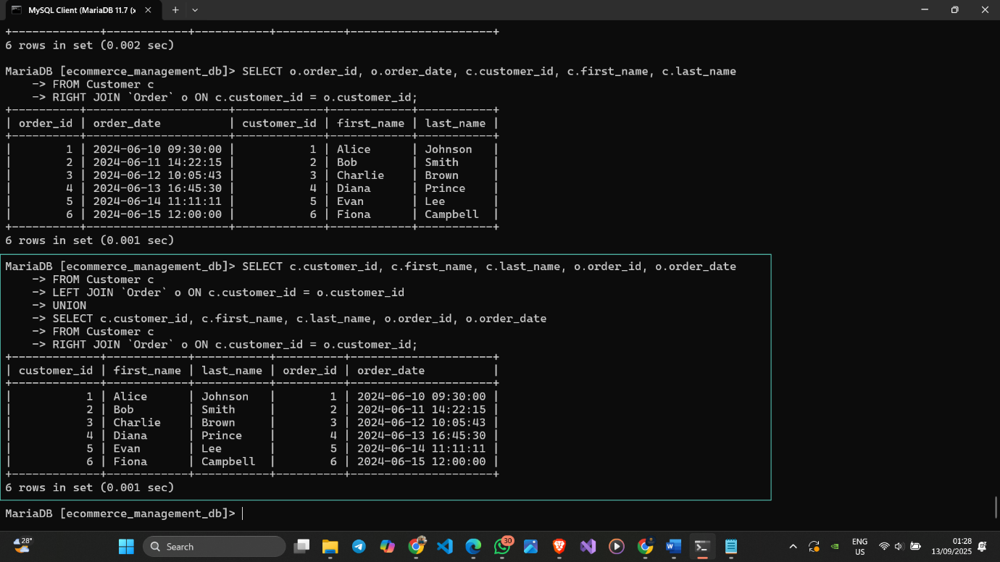 MySQL Client (MariaDB 11.7 (x
+-------------+------------+-----------+----------+---------------------+
6 rows in set (0.002 sec)
MariaDB [ecommerce_management_db]> SELECT o.order_id, o.order_date, c.customer_id, c.first_name, c.last_name
    -> FROM Customer c
    -> RIGHT JOIN `Order` o ON c.customer_id = o.customer_id;
+----------+---------------------+-------------+------------+-----------+
| order_id | order_date          | customer_id | first_name | last_name |
+----------+---------------------+-------------+------------+-----------+
|        1 | 2024-06-10 09:30:00 |           1 | Alice      | Johnson   |
|        2 | 2024-06-11 14:22:15 |           2 | Bob        | Smith     |
|        3 | 2024-06-12 10:05:43 |           3 | Charlie    | Brown     |
|        4 | 2024-06-13 16:45:30 |           4 | Diana      | Prince    |
|        5 | 2024-06-14 11:11:11 |           5 | Evan       | Lee       |
|        6 | 2024-06-15 12:00:00 |           6 | Fiona      | Campbell  |
+----------+---------------------+-------------+------------+-----------+
6 rows in set (0.001 sec)
MariaDB [ecommerce_management_db]> SELECT c.customer_id, c.first_name, c.last_name, o.order_id, o.order_date
    -> FROM Customer c
    -> LEFT JOIN `Order` o ON c.customer_id = o.customer_id
    -> UNION
    -> SELECT c.customer_id, c.first_name, c.last_name, o.order_id, o.order_date
    -> FROM Customer c
    -> RIGHT JOIN `Order` o ON c.customer_id = o.customer_id;
+-------------+------------+-----------+----------+---------------------+
| customer_id | first_name | last_name | order_id | order_date          |
+-------------+------------+-----------+----------+---------------------+
|           1 | Alice      | Johnson   |        1 | 2024-06-10 09:30:00 |
|           2 | Bob        | Smith     |        2 | 2024-06-11 14:22:15 |
|           3 | Charlie    | Brown     |        3 | 2024-06-12 10:05:43 |
|           4 | Diana      | Prince    |        4 | 2024-06-13 16:45:30 |
|           5 | Evan       | Lee       |        5 | 2024-06-14 11:11:11 |
|           6 | Fiona      | Campbell  |        6 | 2024-06-15 12:00:00 |
+-------------+------------+-----------+----------+---------------------+
6 rows in set (0.001 sec)
MariaDB [ecommerce_management_db]>
28°
Search
30
ENG
US
01:28
13/09/2025